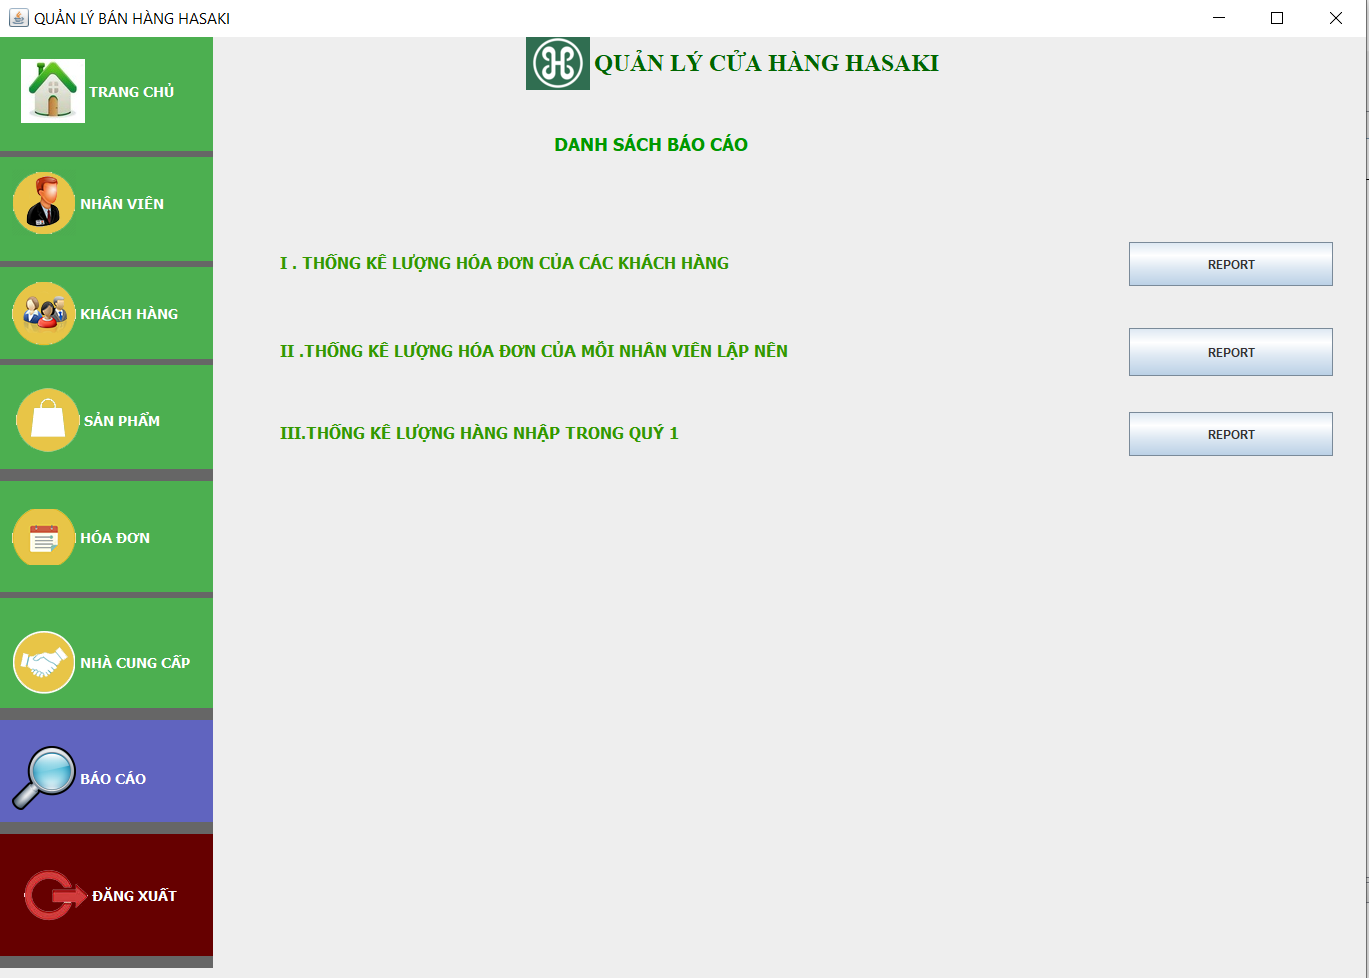 QUẢN LÝ BÁN HÀNG HASAKI
QUẢN LÝ CỬA HÀNG HASAKI
TRANG CHỦ
NHÂN VIÊN
KHÁCH HÀNG
SẢN PHẨM
HÓA ĐƠN
NHÀ CUNG CẤP
BÁO CÁO
ĐĂNG XUẤT
DANH SÁCH BÁO CÁO
I . THỐNG KÊ LƯỢNG HÓA ĐƠN CỦA CÁC KHÁCH HÀNG
REPORT
II .THỐNG KÊ LƯỢNG HÓA ĐƠN CỦA MỖI NHÂN VIÊN LẬP NÊN
REPORT
III.THỐNG KÊ LƯỢNG HÀNG NHẬP TRONG QUÝ 1
REPORT